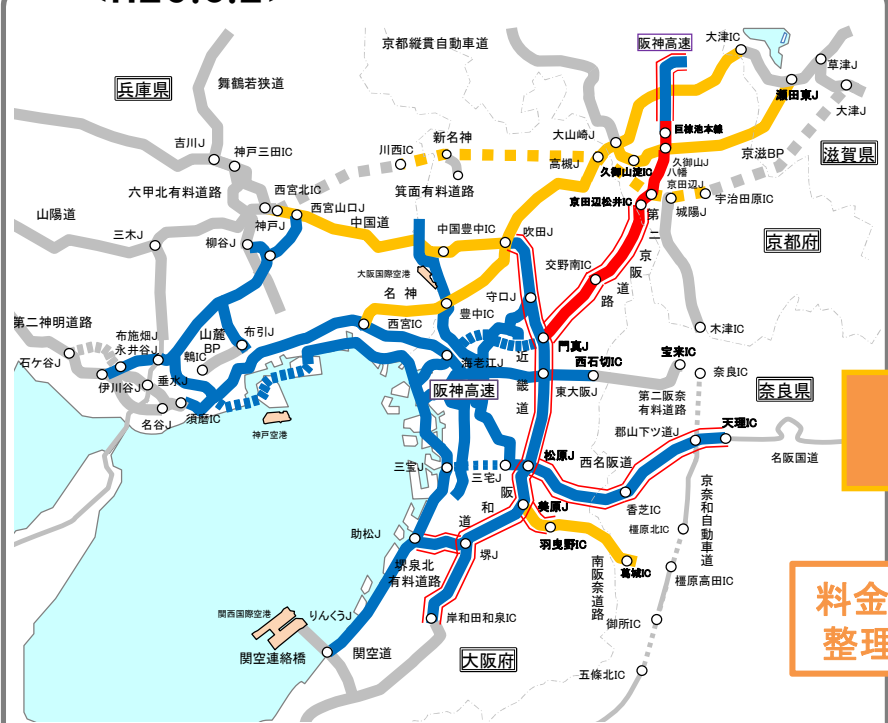 京都縦貫自動車道
阪神高速
大津IC
草津J
兵庫県
舞鶴若狭道
瀬田東J
大津J
巨椋池本線
吉川J
神戸三田IC
川西IC
新名神
大山崎J
高槻J
久御山淀IC
久御山J
八幡
京滋BP
滋賀県
六甲北有料道路
西宮北IC
箕面有料道路
京田辺J
京田辺松井IC
宇治田原IC
城陽J
山陽道
神戸J
西宮山口J
中国道
中国豊中IC
吹田J
京都府
三木J
柳谷J
大阪国際空港
交野南IC
第二京阪道路
名神
守口J
豊中IC
第二神明道路
布施畑J
永井谷J
山麓BP
布引J
西宮IC
門真J
木津IC
石ケ谷J
鵯IC
海老江J
近畿道
西石切IC
宝来IC
奈良IC
伊川谷J
垂水J
阪神高速
東大阪J
第二阪奈
有料道路
奈良県
名谷J
須磨IC
神戸空港
郡山下ツ道J
天理IC
名阪国道
松原J
西名阪道
三宝J
三宅J
阪和道
美原J
香芝IC
京奈和自動車道
助松J
羽曳野IC
橿原北IC
堺泉北
有料道路
堺J
南阪奈道路
葛城IC
橿原高田IC
関西国際空港
りんくうJ
岸和田和泉IC
御所IC
関空連絡橋
関空道
大阪府
五條北IC
料金
整理